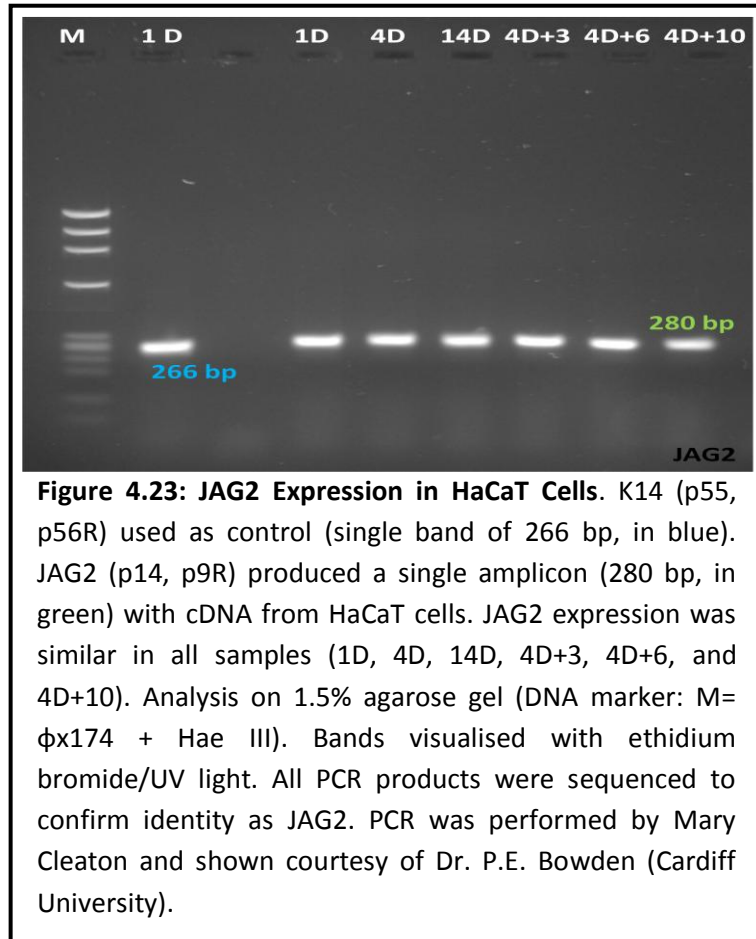 M 1 D 1D 4D 14D 4D+3 4D+6 4D+10
280 bp
266 bp
JAG2
Figure 4.23: JAG2 Expression in HaCaT Cells. K14 (p55,
p56R) used as control (single band of 266 bp, in blue).
JAG2 (p14, p9R) produced a single amplicon (280 bp, in
green) with cDNA from HaCaT cells. JAG2 expression was
similar in all samples (1D, 4D, 14D, 4D+3, 4D+6, and
4D+10). Analysis on 1.5% agarose gel (DNA marker: M=
ϕx174 + Hae III). Bands visualised with ethidium
bromide/UV light. All PCR products were sequenced to
confirm identity as JAG2. PCR was performed by Mary
Cleaton and shown courtesy of Dr. P.E. Bowden (Cardiff
University).